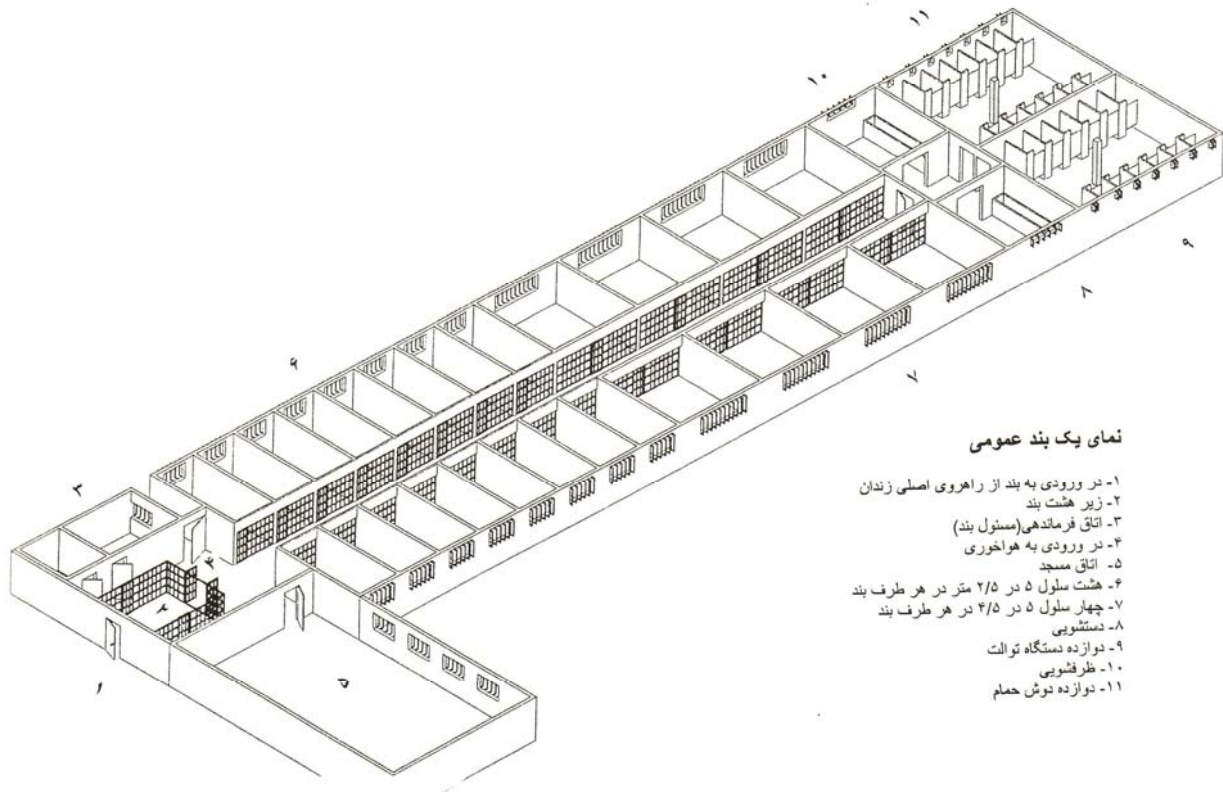 ۱۱
۱۰
۹
۳
۴
۲
۱
۵
۷
۸
۹
نمای یک بند عمومی
۱- در ورودی به بند از راهروی اصلی زندان
۲- زیر هشت بند
۳- اتاق فرماندهی(مسئول بند)
۴- در ورودی به هواخوری
۵- اتاق مسجد
۶- هشت سلول ۵ در ۲/۵ متر در هر طرف بند
۷- چهار سلول ۵ در ۴/۵ در هر طرف بند
۸- دستشویی
۹- دوازده دستگاه توالت
۱۰- ظرفشویی
۱۱- دوازده دوش حمام